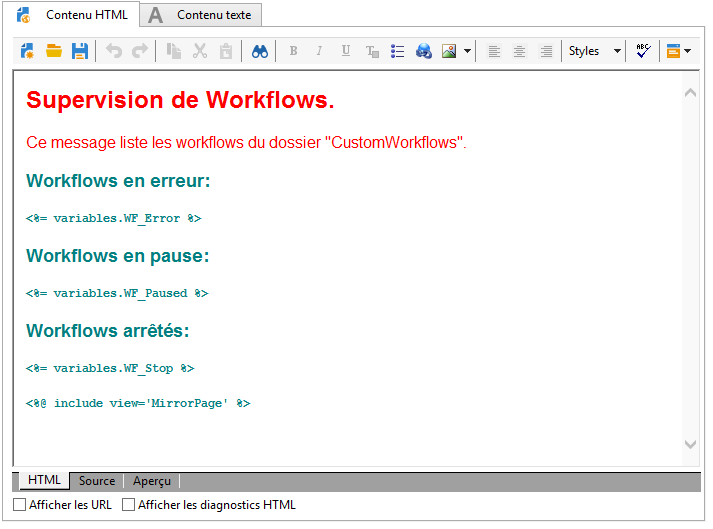 Contenu HTML
Contenu texte
B I U T Styles ABC
Supervision de Workflows.
Ce message liste les workflows du dossier "CustomWorkflows".
Workflows en erreur:
<%= variables.WF_Error %>
Workflows en pause:
<%= variables.WF_Paused %>
Workflows arrêtés:
<%= variables.WF_Stop %>
<%@ include view='MirrorPage' %>
HTML Source Aperçu
Afficher les URL Afficher les diagnostics HTML